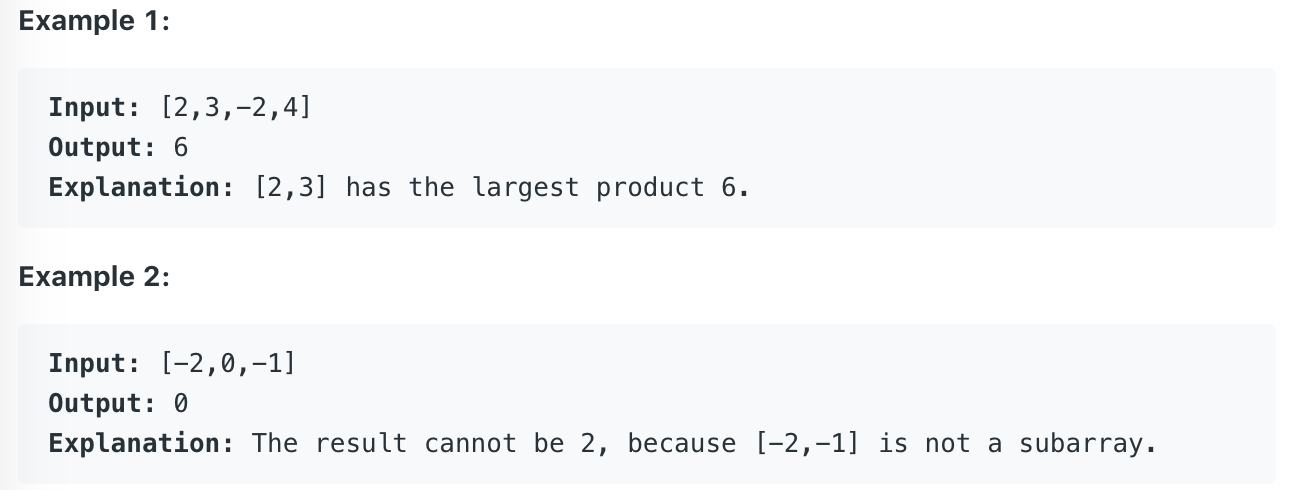 Example 1:
Input: [2,3,−2,4]
Output: 6
Explanation: [2,3] has the largest product 6.
Example 2:
Input: [−2,0,−1]
Output: 0
Explanation: The result cannot be 2, because [−2,−1] is not a subarray.